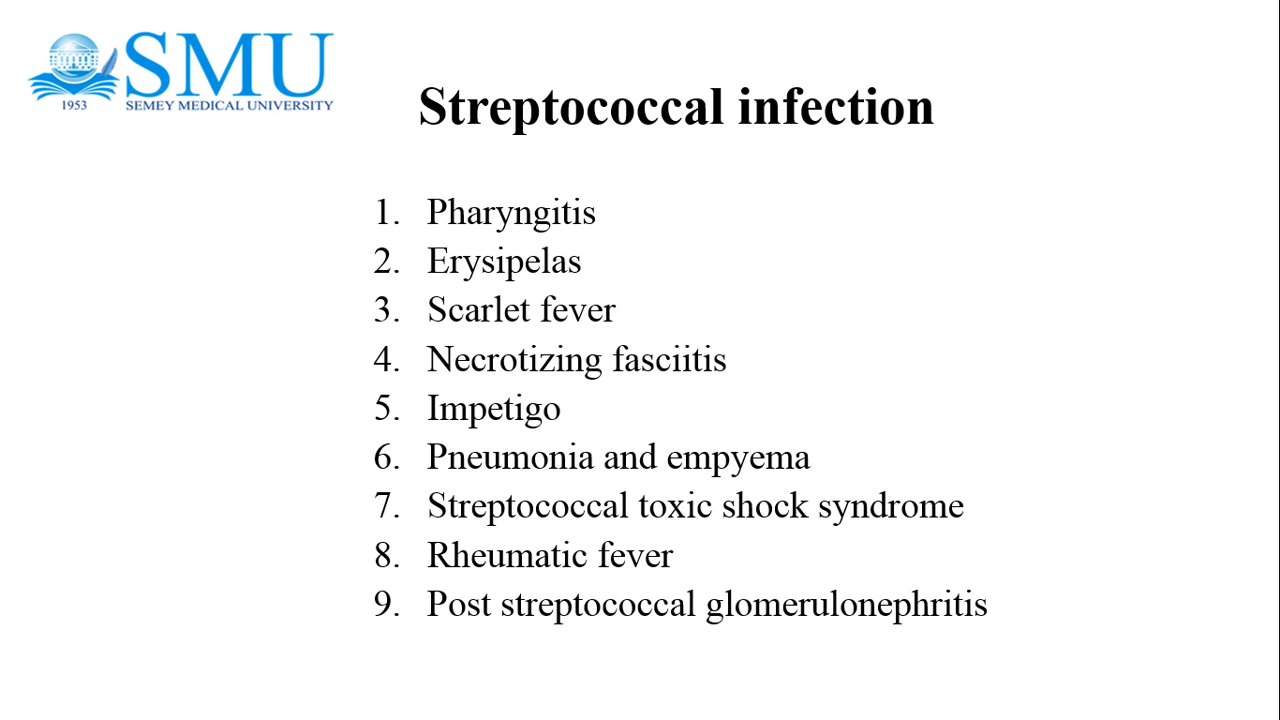 SMU
1953
SEMEY MEDICAL UNIVERSITY
Streptococcal infection
1. Pharyngitis
2. Erysipelas
3. Scarlet fever
4. Necrotizing fasciitis
5. Impetigo
6. Pneumonia and empyema
7. Streptococcal toxic shock syndrome
8. Rheumatic fever
9. Post streptococcal glomerulonephritis